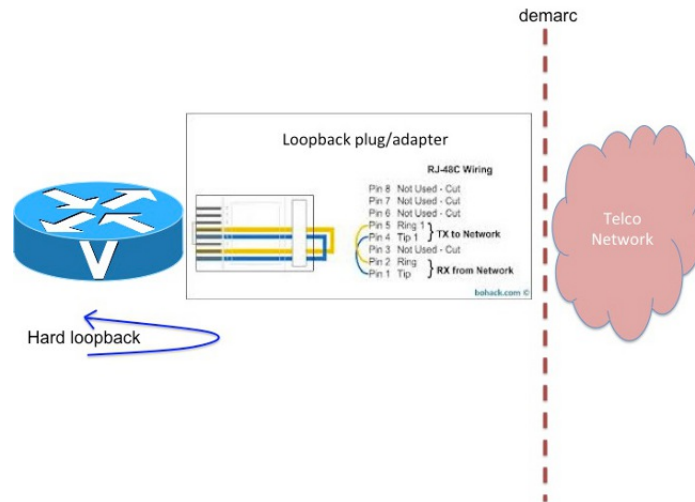 demarc
Loopback plug/adapter
RJ-48C Wiring
Pin 8 Not Used - Cut
Pin 7 Not Used - Cut
Pin 6 Not Used - Cut
Pin 5 Ring 1
Pin 4 Tip 1
TX to Network
Pin 3 Not Used - Cut
Pin 2 Ring
Pin 1 Tip
RX from Network
bohack.com ©
V
Telco
Network
Hard loopback